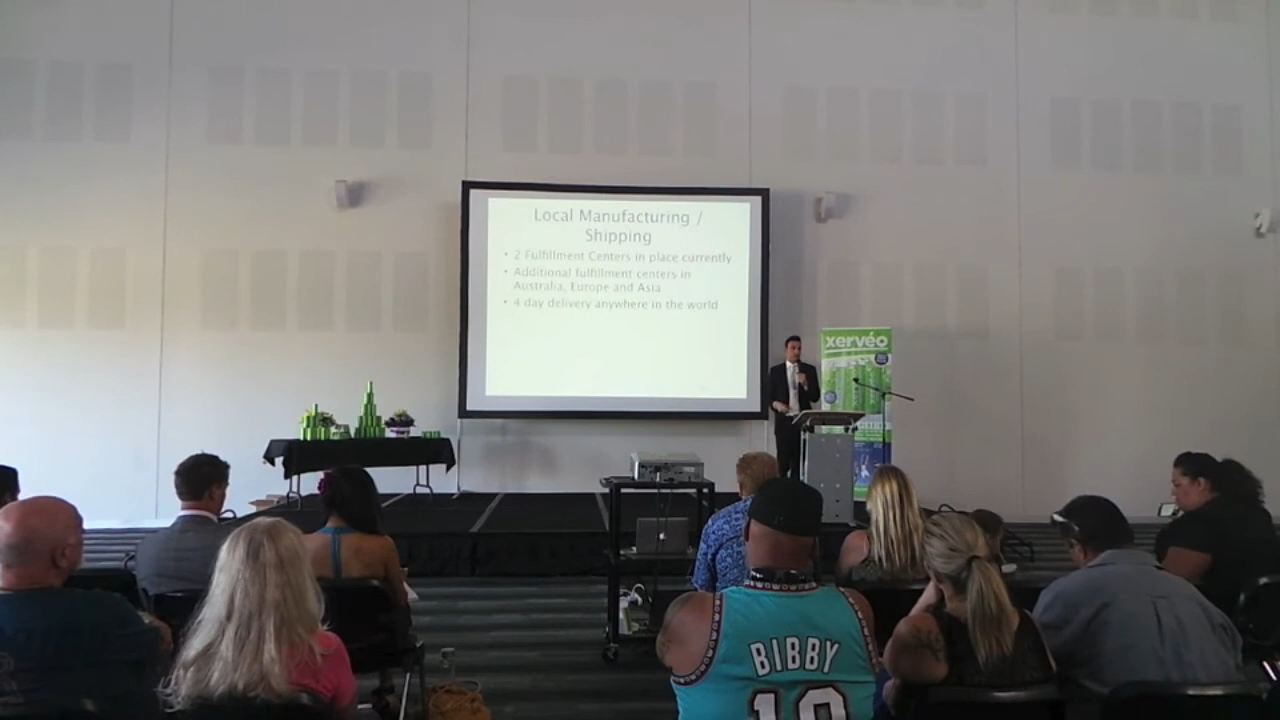 Local Manufacturing /
Shipping
• 2 Fulfillment Centers in place currently
• Additional fulfillment centers in
Australia, Europe and Asia
• 4 day delivery anywhere in the world
xervéo
BIBBY
10